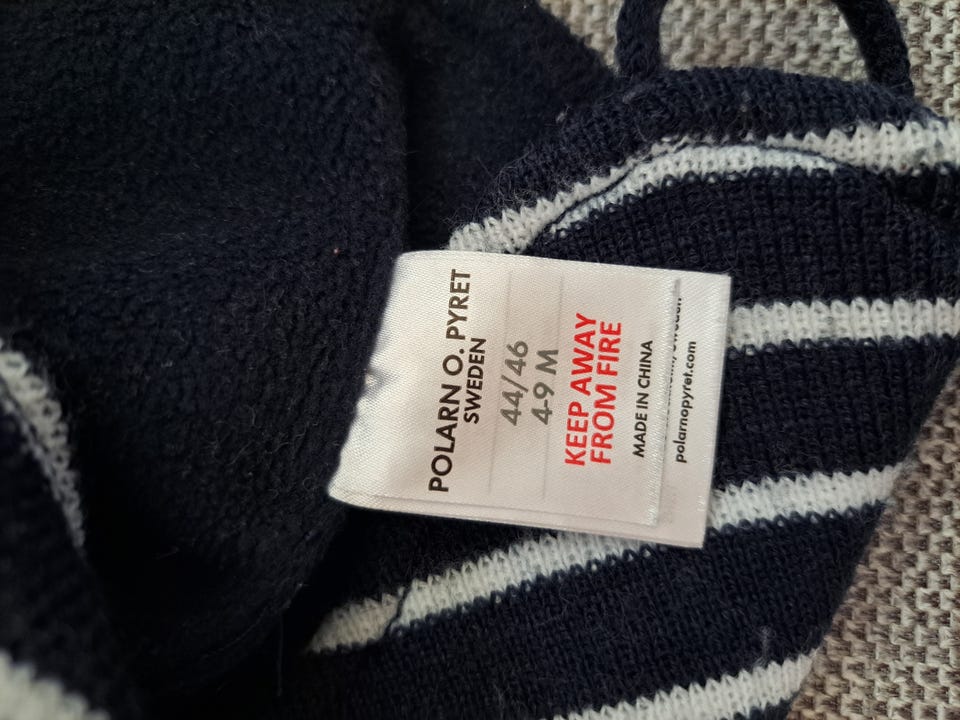 POLARN O. PYRET
SWEDEN
44/46
4-9 M
KEEP AWAY
FROM FIRE
MADE IN CHINA
polarnopyret.com